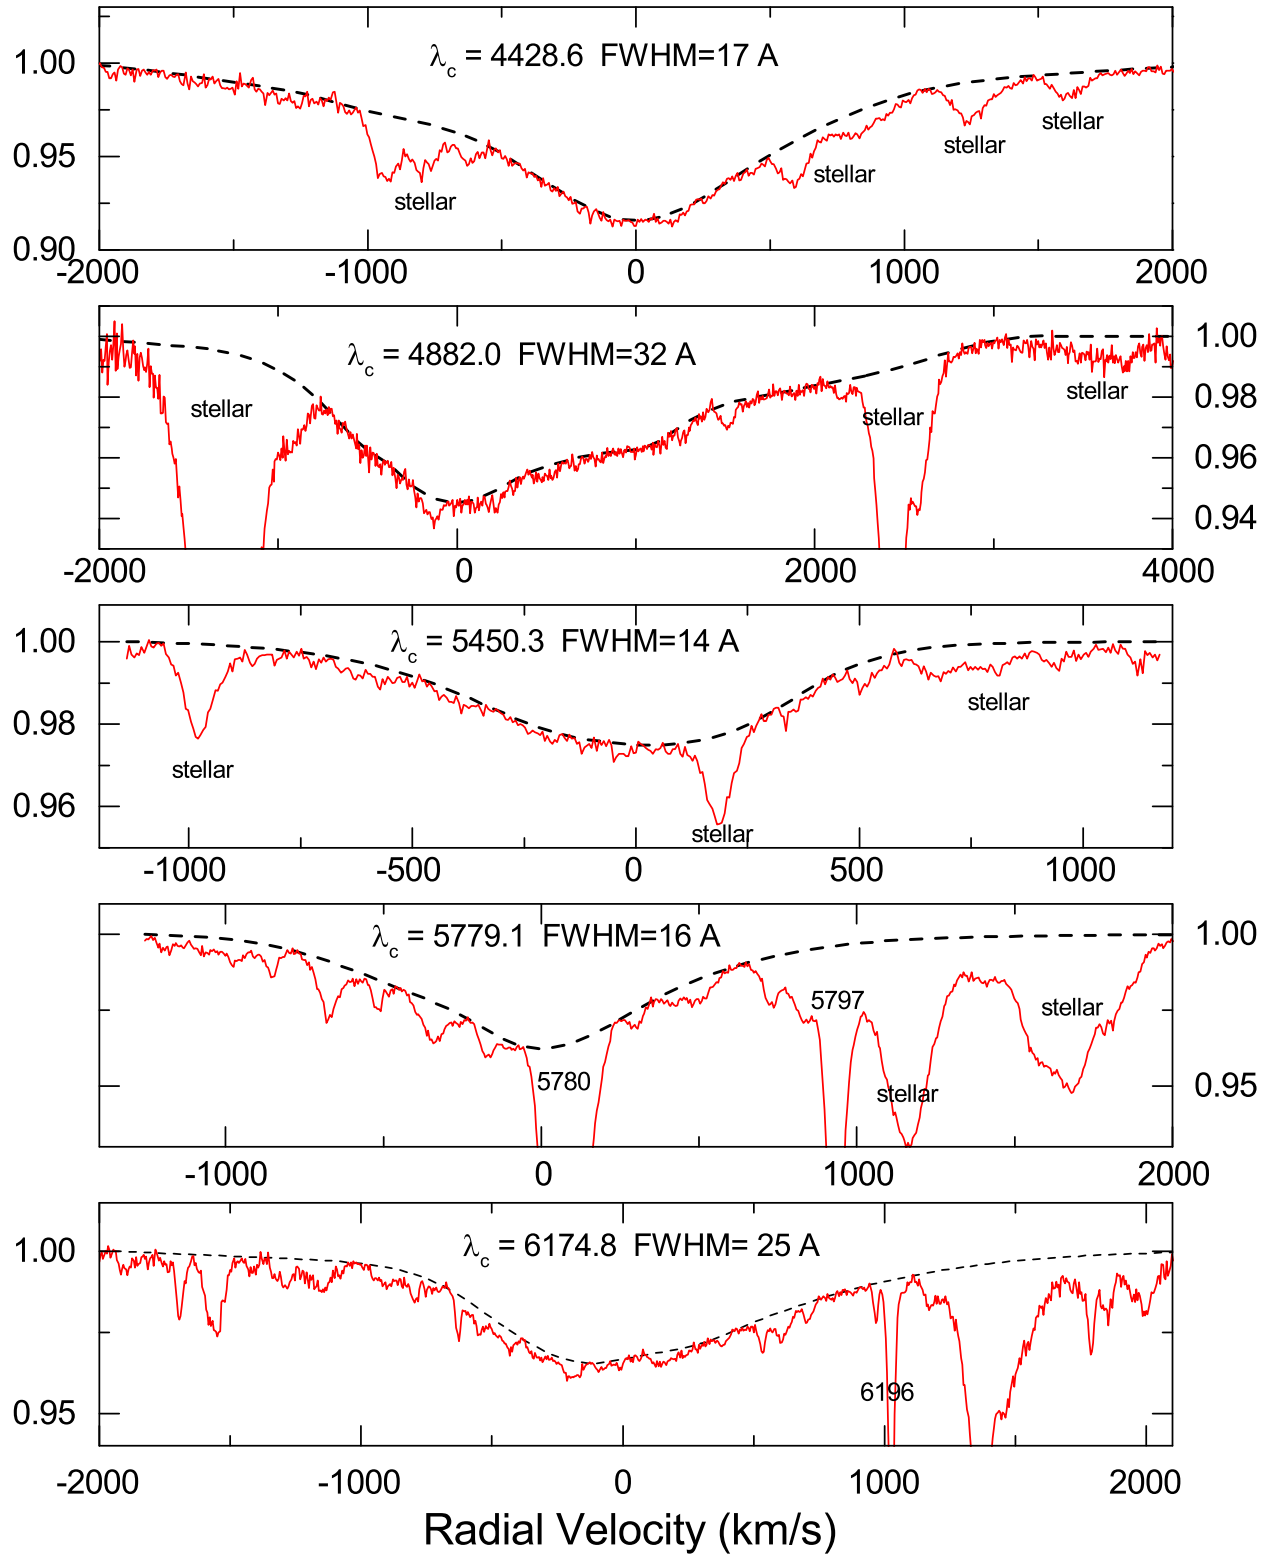 λc = 4428.6 FWHM=17 A
1.00
0.95
0.90
stellar
stellar
stellar
stellar
-2000 -1000 0 1000 2000
λc = 4882.0 FWHM=32 A
1.00
0.98
0.96
0.94
stellar
stellar
stellar
-2000 0 2000 4000
λc = 5450.3 FWHM=14 A
1.00
0.98
0.96
stellar
stellar
stellar
-1000 -500 0 500 1000
λc = 5779.1 FWHM=16 A
1.00
0.95
5797
stellar
5780
stellar
-1000 0 1000 2000
λc = 6174.8 FWHM= 25 A
1.00
0.95
6196
-2000 -1000 0 1000 2000
Radial Velocity (km/s)